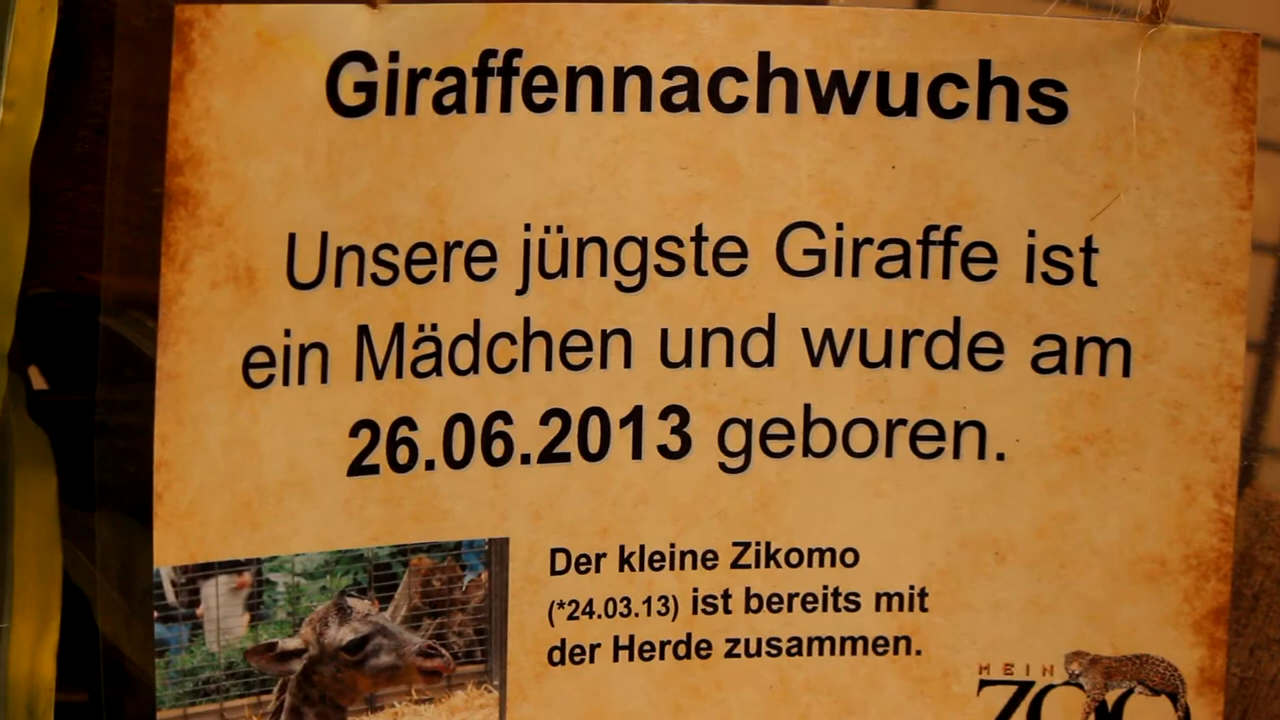 Giraffennachwuchs
Unsere jüngste Giraffe ist
ein Mädchen und wurde am
26.06.2013 geboren.
Der kleine Zikomo
(*24.03.13) ist bereits mit
der Herde zusammen.
MEIN
ZOO